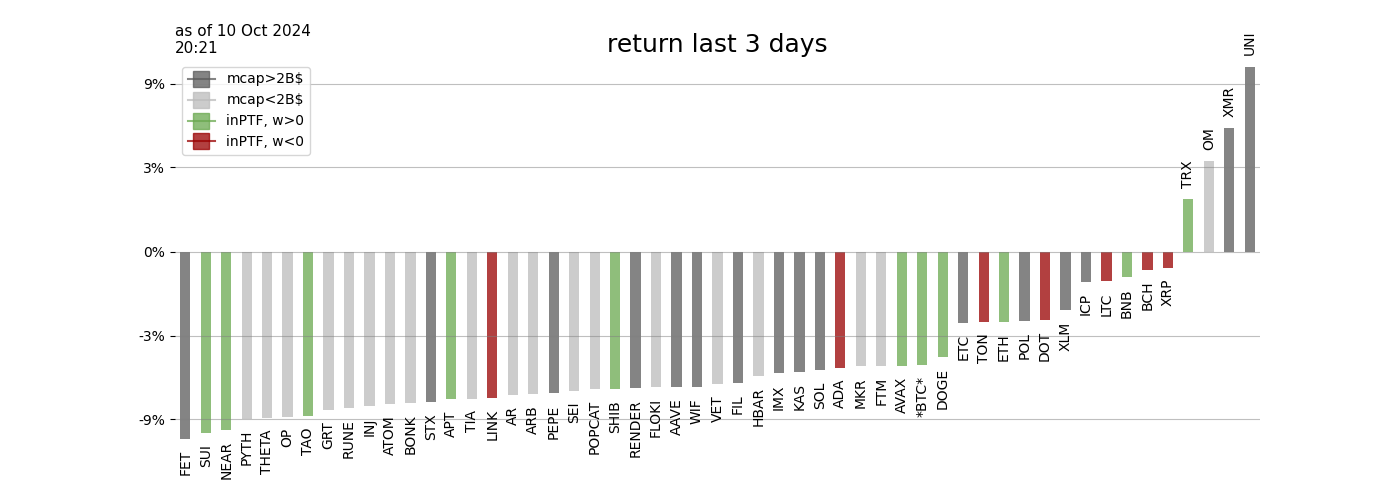 as of 10 Oct 2024
20:21
return last 3 days
mcap>2B$
mcap<2B$
inPTF, w>0
inPTF, w<0
9%
3%
0%
-3%
-9%
FET
SUI
NEAR
PYTH
THETA
OP
TAO
GRT
RUNE
INJ
ATOM
BONK
STX
APT
TIA
LINK
AR
ARB
PEPE
SEI
POPCAT
SHIB
RENDER
FLOKI
AAVE
WIF
VET
FIL
HBAR
IMX
KAS
SOL
ADA
MKR
FTM
AVAX
*BTC*
DOGE
ETC
TON
ETH
POL
DOT
XLM
ICP
LTC
BNB
BCH
XRP
TRX
OM
XMR
UNI